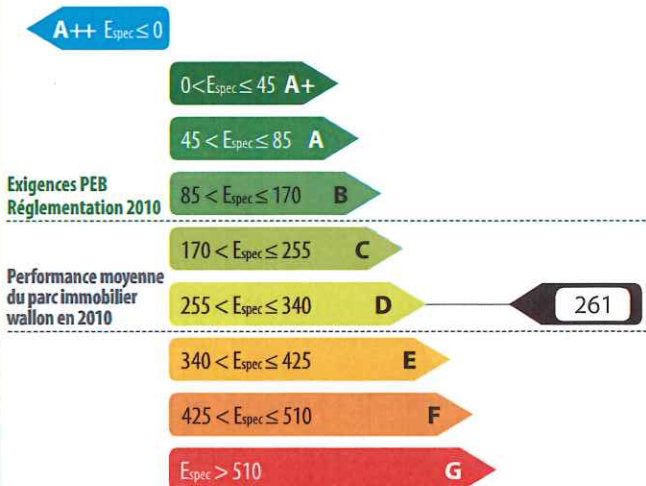 A++ Espec ≤ 0
0 < Espec ≤ 45 A+
45 < Espec ≤ 85 A
Exigences PEB
Réglementation 2010
85 < Espec ≤ 170 B
170 < Espec ≤ 255 C
Performance moyenne
du parc immobilier
wallon en 2010
255 < Espec ≤ 340 D
261
340 < Espec ≤ 425 E
425 < Espec ≤ 510 F
Espec > 510 G